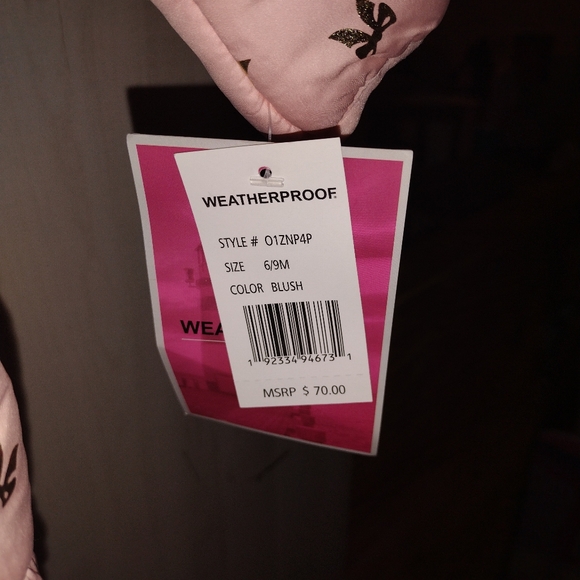 WEATHERPROOF
STYLE # O1ZNP4P
SIZE 6/9M
COLOR BLUSH
WEA
1 92334 94673 1
MSRP $ 70.00